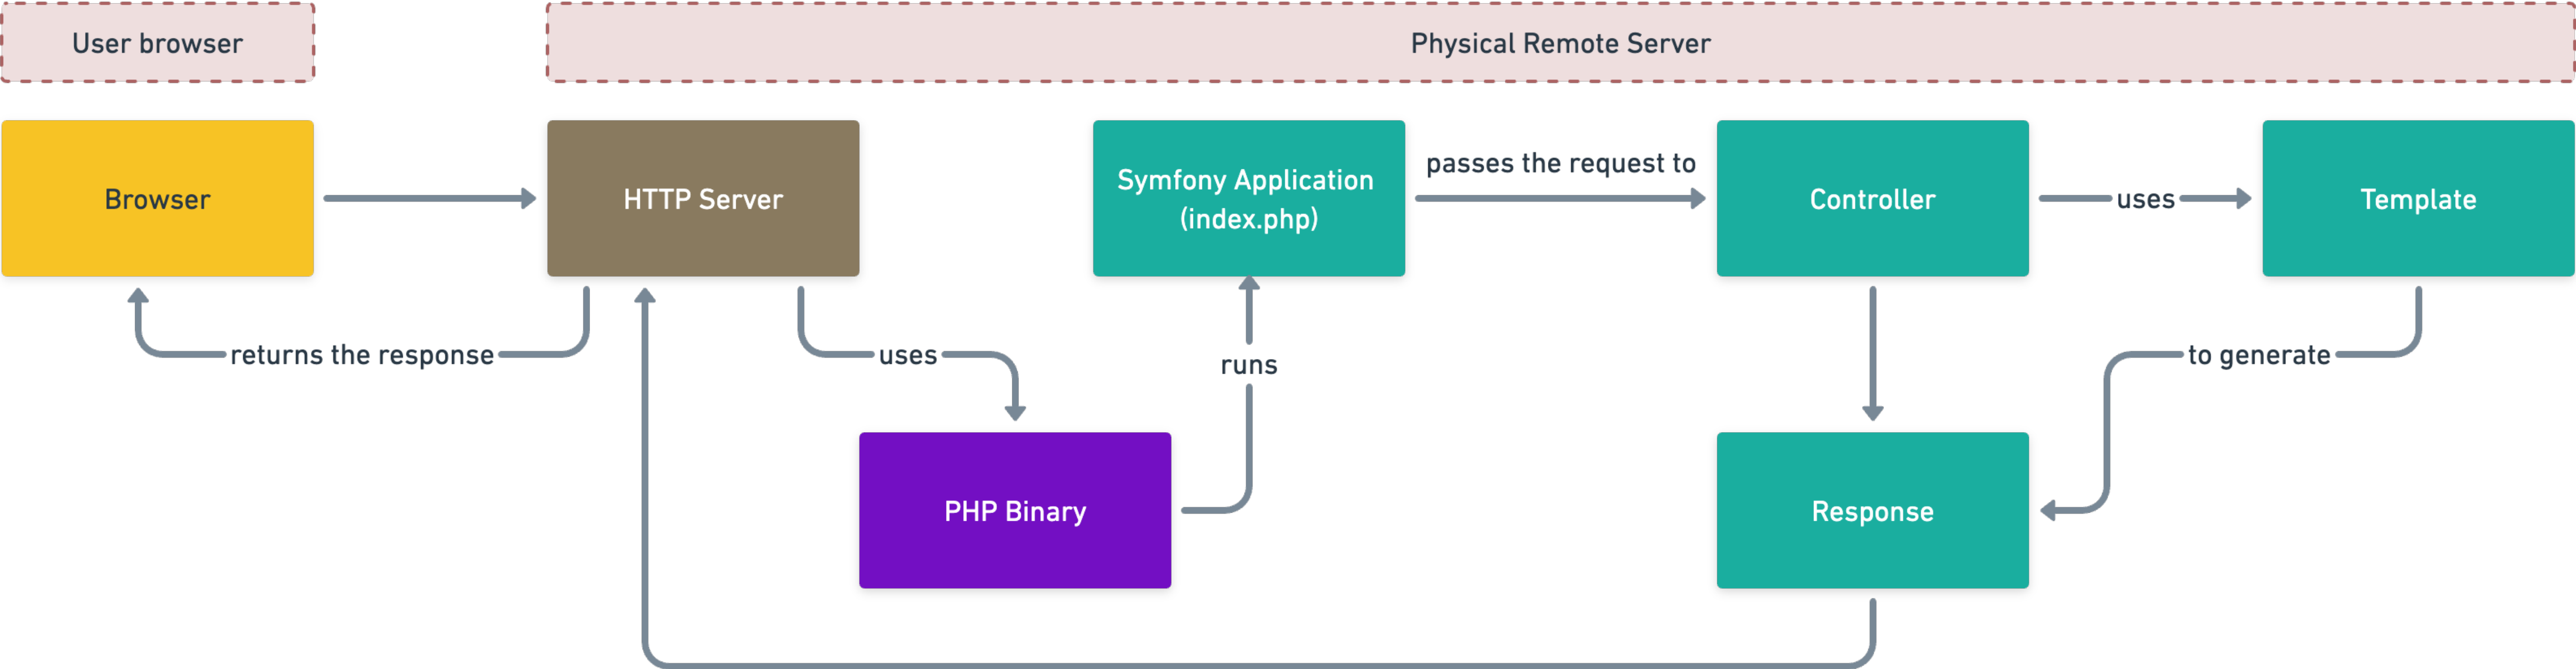 User browser
Physical Remote Server
Browser
HTTP Server
Symfony Application
(index.php)
passes the request to
Controller
uses
Template
returns the response
uses
runs
to generate
PHP Binary
Response